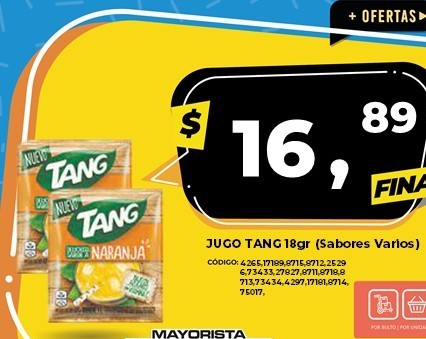 + OFERTAS
$ 16,89
FINA
NUEVO
TANG
NUEVO
TANG
NARANJA
JUGO TANG 18gr (Sabores Varios)
CÓDIGO: 4265,17189,8715,8712,2529
6,73433,27827,8711,8718,8
713,73434,4297,17181,8714,
75017,
POR BULTO
POR UNIDA
MAYORISTA